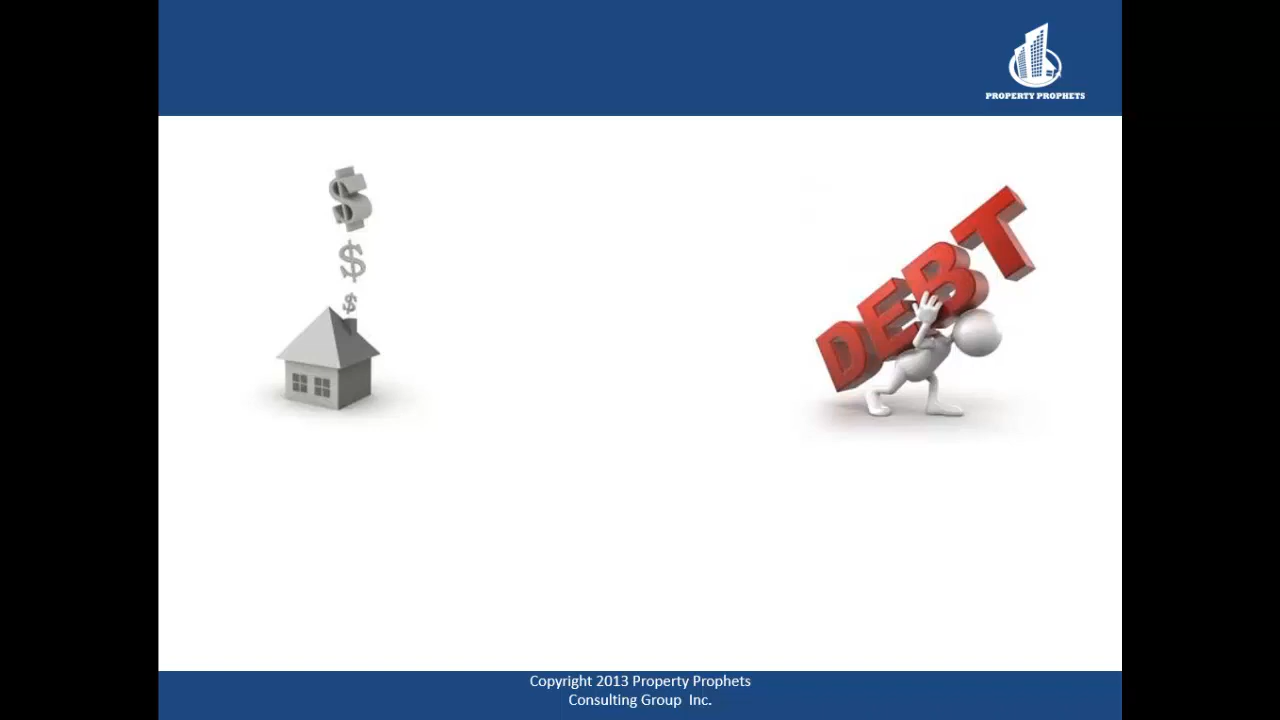 PROPERTY PROPHETS
$
$
$
DEBT
Copyright 2013 Property Prophets
Consulting Group  Inc.